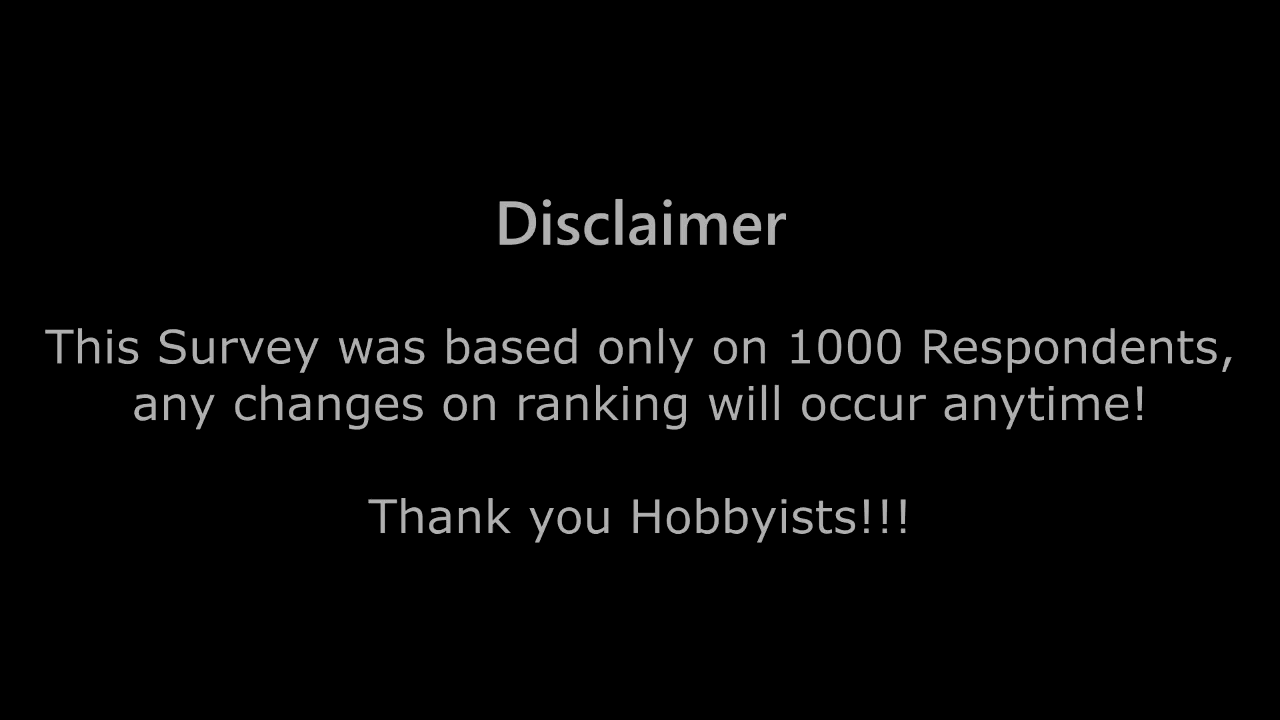 Disclaimer
This Survey was based only on 1000 Respondents,
any changes on ranking will occur anytime!
Thank you Hobbyists!!!